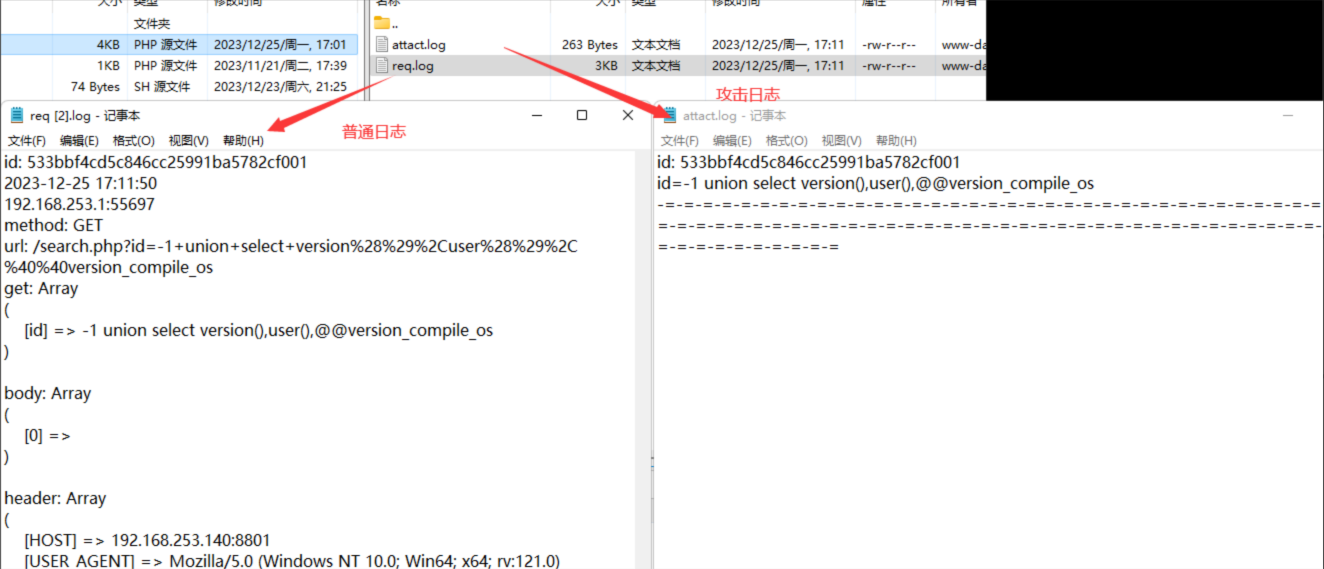 大小 类型 修改时间
文件夹
4KB PHP 源文件 2023/12/25/周一, 17:01
1KB PHP 源文件 2023/11/21/周二, 17:39
74 Bytes SH 源文件 2023/12/23/周六, 21:25
名称 大小 类型 修改时间 属性 所有者
..
attact.log 263 Bytes 文本文档 2023/12/25/周一, 17:11 -rw-r--r-- www-da
req.log 3KB 文本文档 2023/12/25/周一, 17:11 -rw-r--r-- www-da
攻击日志
普通日志
req [2].log - 记事本
文件(F) 编辑(E) 格式(O) 视图(V) 帮助(H)
id: 533bbf4cd5c846cc25991ba5782cf001
2023-12-25 17:11:50
192.168.253.1:55697
method: GET
url: /search.php?id=-1+union+select+version%28%29%2Cuser%28%29%2C
%40%40version_compile_os
get: Array
(
[id] => -1 union select version(),user(),@@version_compile_os
)
body: Array
(
[0] =>
)
header: Array
(
[HOST] => 192.168.253.140:8801
[USER_AGENT] => Mozilla/5.0 (Windows NT 10.0; Win64; x64; rv:121.0)
attact.log - 记事本
文件(F) 编辑(E) 格式(O) 视图(V) 帮助(H)
id: 533bbf4cd5c846cc25991ba5782cf001
id=-1 union select version(),user(),@@version_compile_os
-=-=-=-=-=-=-=-=-=-=-=-=-=-=-=-=-=-=-=-=-=-=-=-=-=-=-=-=-=-=-=-=-=-=-=
=-=-=-=-=-=-=-=-=-=-=-=-=-=-=-=-=-=-=-=-=-=-=-=-=-=-=-=-=-=-=-=-=-=-=-
=-=-=-=-=-=-=-=-=-=